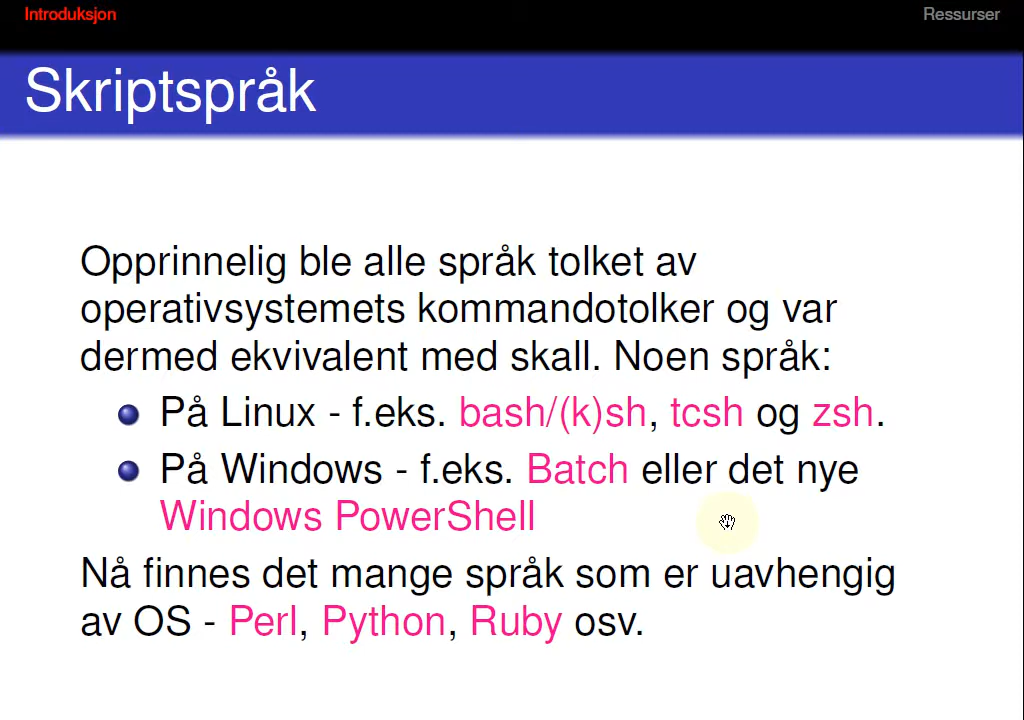 Introduksjon
Ressurser
Skriptspråk
Opprinnelig ble alle språk tolket av
operativsystemets kommandotolker og var
dermed ekvivalent med skall. Noen språk:
På Linux - f.eks. bash/(k)sh, tcsh og zsh.
På Windows - f.eks. Batch eller det nye
Windows PowerShell
Nå finnes det mange språk som er uavhengig
av OS - Perl, Python, Ruby osv.